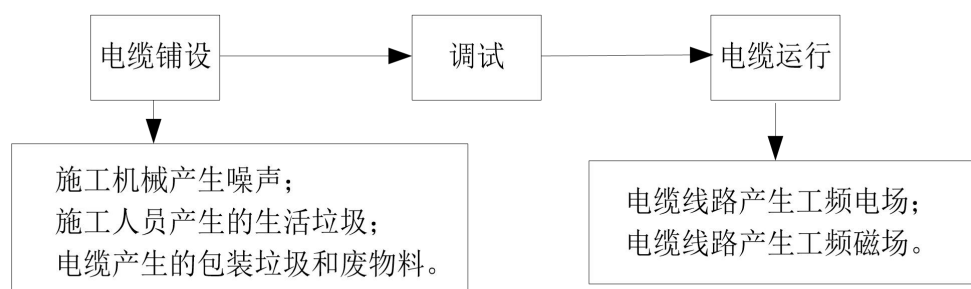 电缆铺设
调试
电缆运行
施工机械产生噪声；
施工人员产生的生活垃圾；
电缆产生的包装垃圾和废物料。
电缆线路产生工频电场；
电缆线路产生工频磁场。